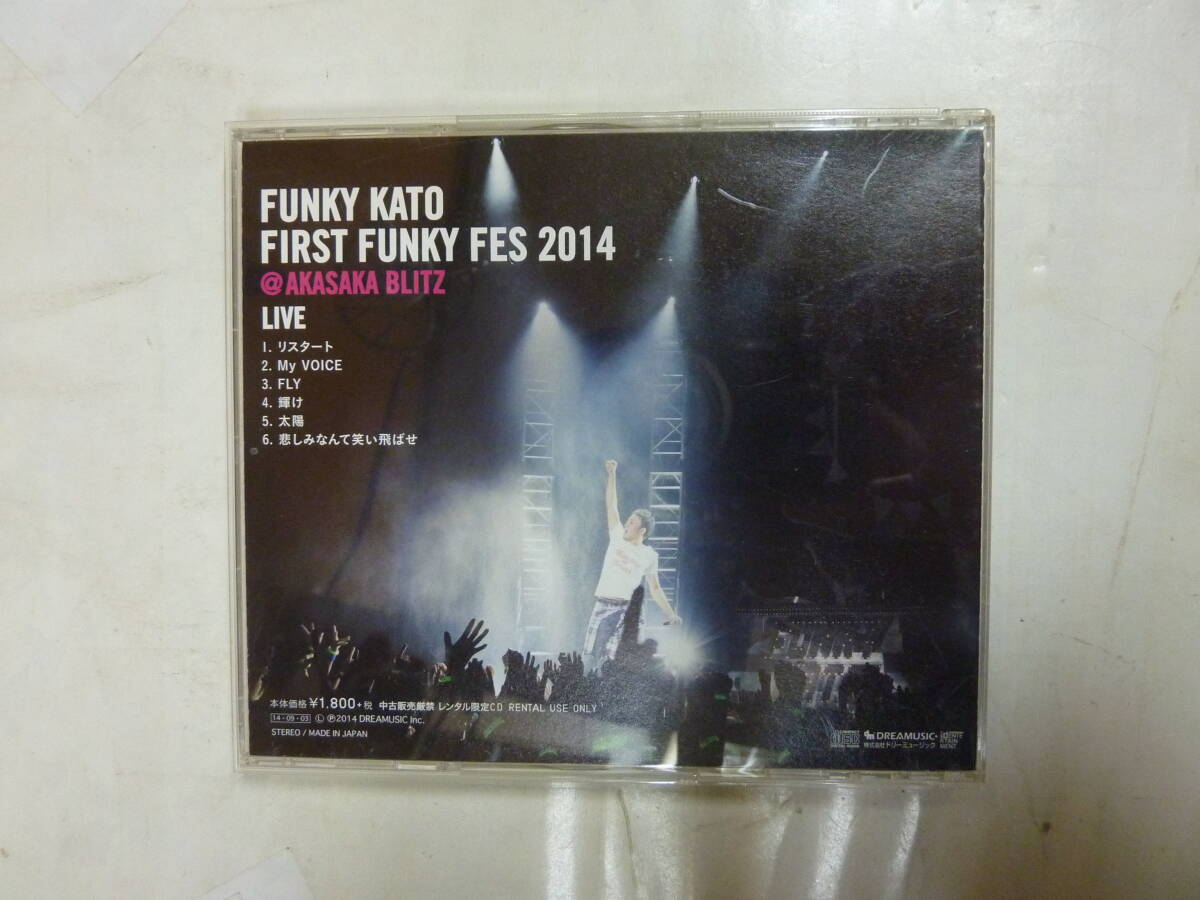 FUNKY KATO
FIRST FUNKY FES 2014
@AKASAKA BLITZ
LIVE
1. リスタート
2. My VOICE
3. FLY
4. 輝け
5. 太陽
6. 悲しみなんて笑い飛ばせ
本体価格¥1,800+税 中古販売厳禁 レンタル限定CD RENTAL USE ONLY
14・09・03 Ⓛ ℗2014 DREAMUSIC Inc.
STEREO / MADE IN JAPAN
DREAMUSIC・
株式会社ドリーミュージック